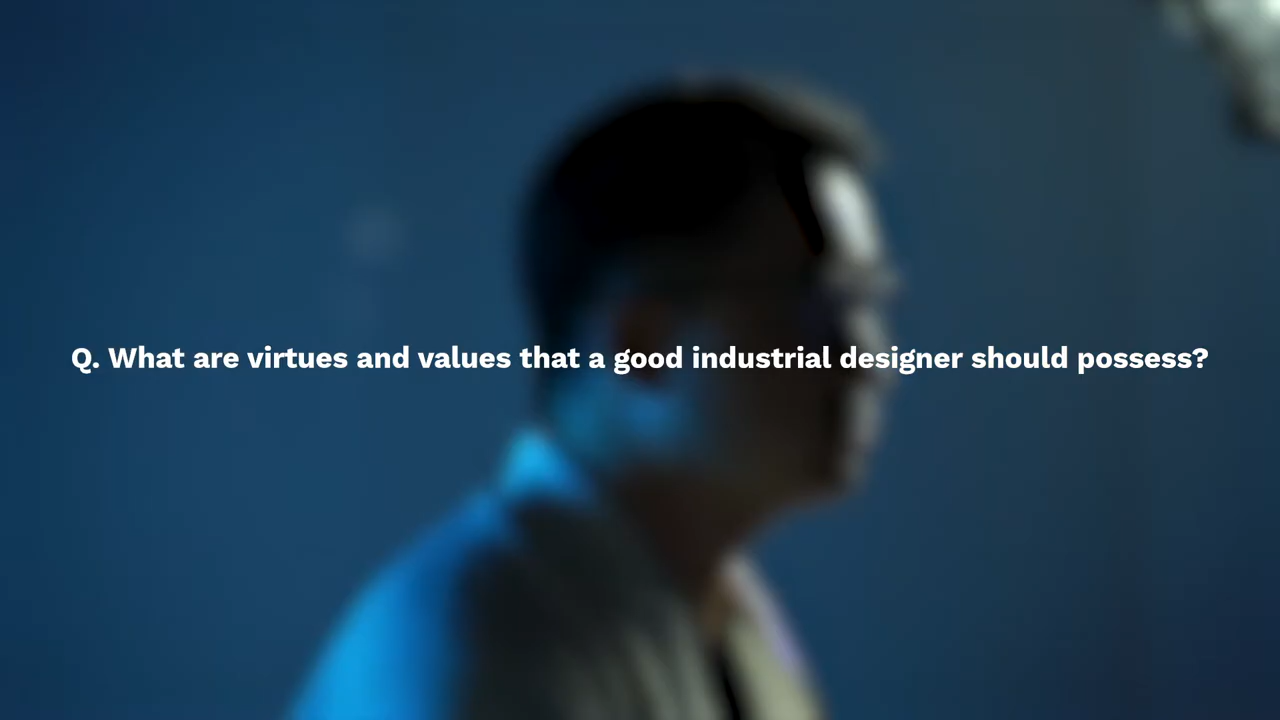 Q. What are virtues and values that a good industrial designer should possess?